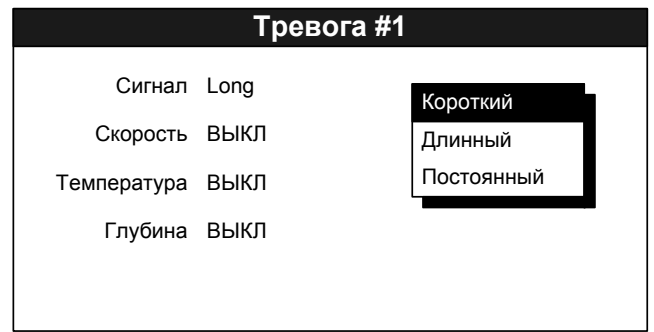 Тревога #1
Сигнал Long
Скорость ВЫКЛ
Температура ВЫКЛ
Глубина ВЫКЛ
Короткий
Длинный
Постоянный